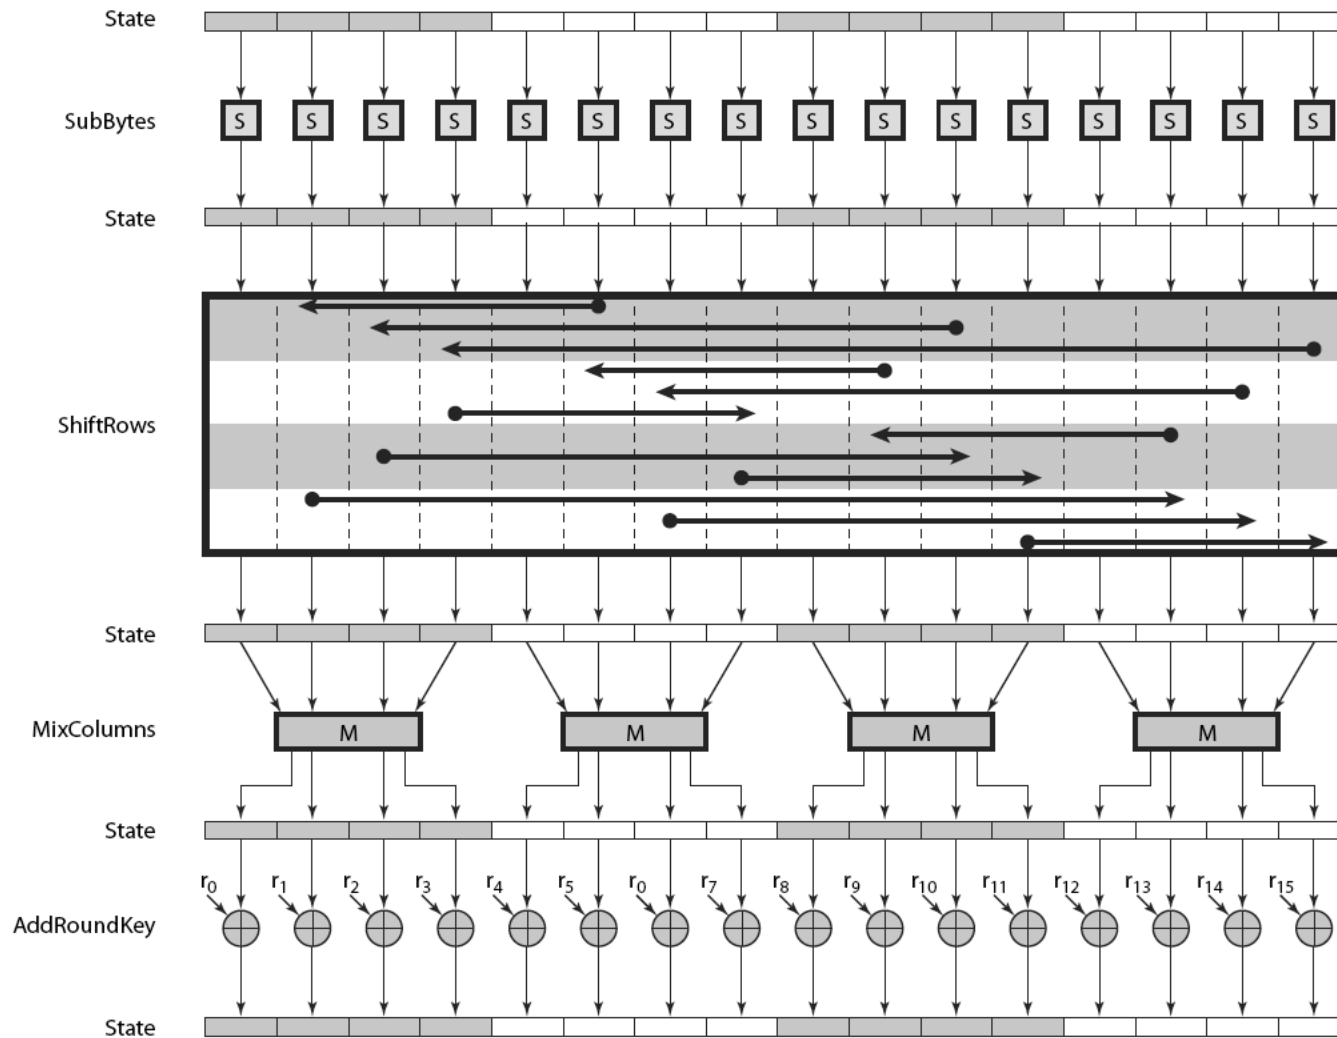 State
SubBytes S S S S S S S S S S S S S S S S
State
ShiftRows
State
MixColumns M M M M
State
r0 r1 r2 r3 r4 r5 r0 r7 r8 r9 r10 r11 r12 r13 r14 r15
AddRoundKey
State